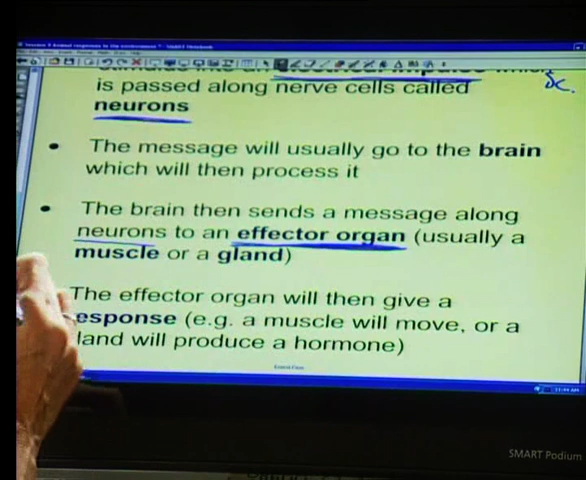 is passed along nerve cells called
neurons
The message will usually go to the brain
which will then process it
The brain then sends a message along
neurons to an effector organ (usually a
muscle or a gland)
The effector organ will then give a
esponse (e.g. a muscle will move, or a
land will produce a hormone)
SMART Podium